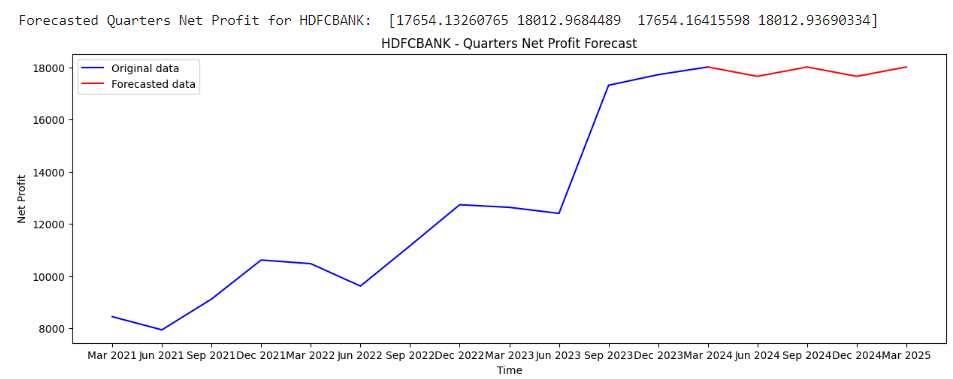 Forecasted Quarters Net Profit for HDFCBANK:  [17654.13260765 18012.9684489  17654.16415598 18012.93690334]
HDFCBANK - Quarters Net Profit Forecast
Original data
Forecasted data
18000
16000
14000
12000
10000
8000
Net Profit
Mar 2021 Jun 2021 Sep 2021 Dec 2021 Mar 2022 Jun 2022 Sep 2022 Dec 2022 Mar 2023 Jun 2023 Sep 2023 Dec 2023 Mar 2024 Jun 2024 Sep 2024 Dec 2024 Mar 2025
Time